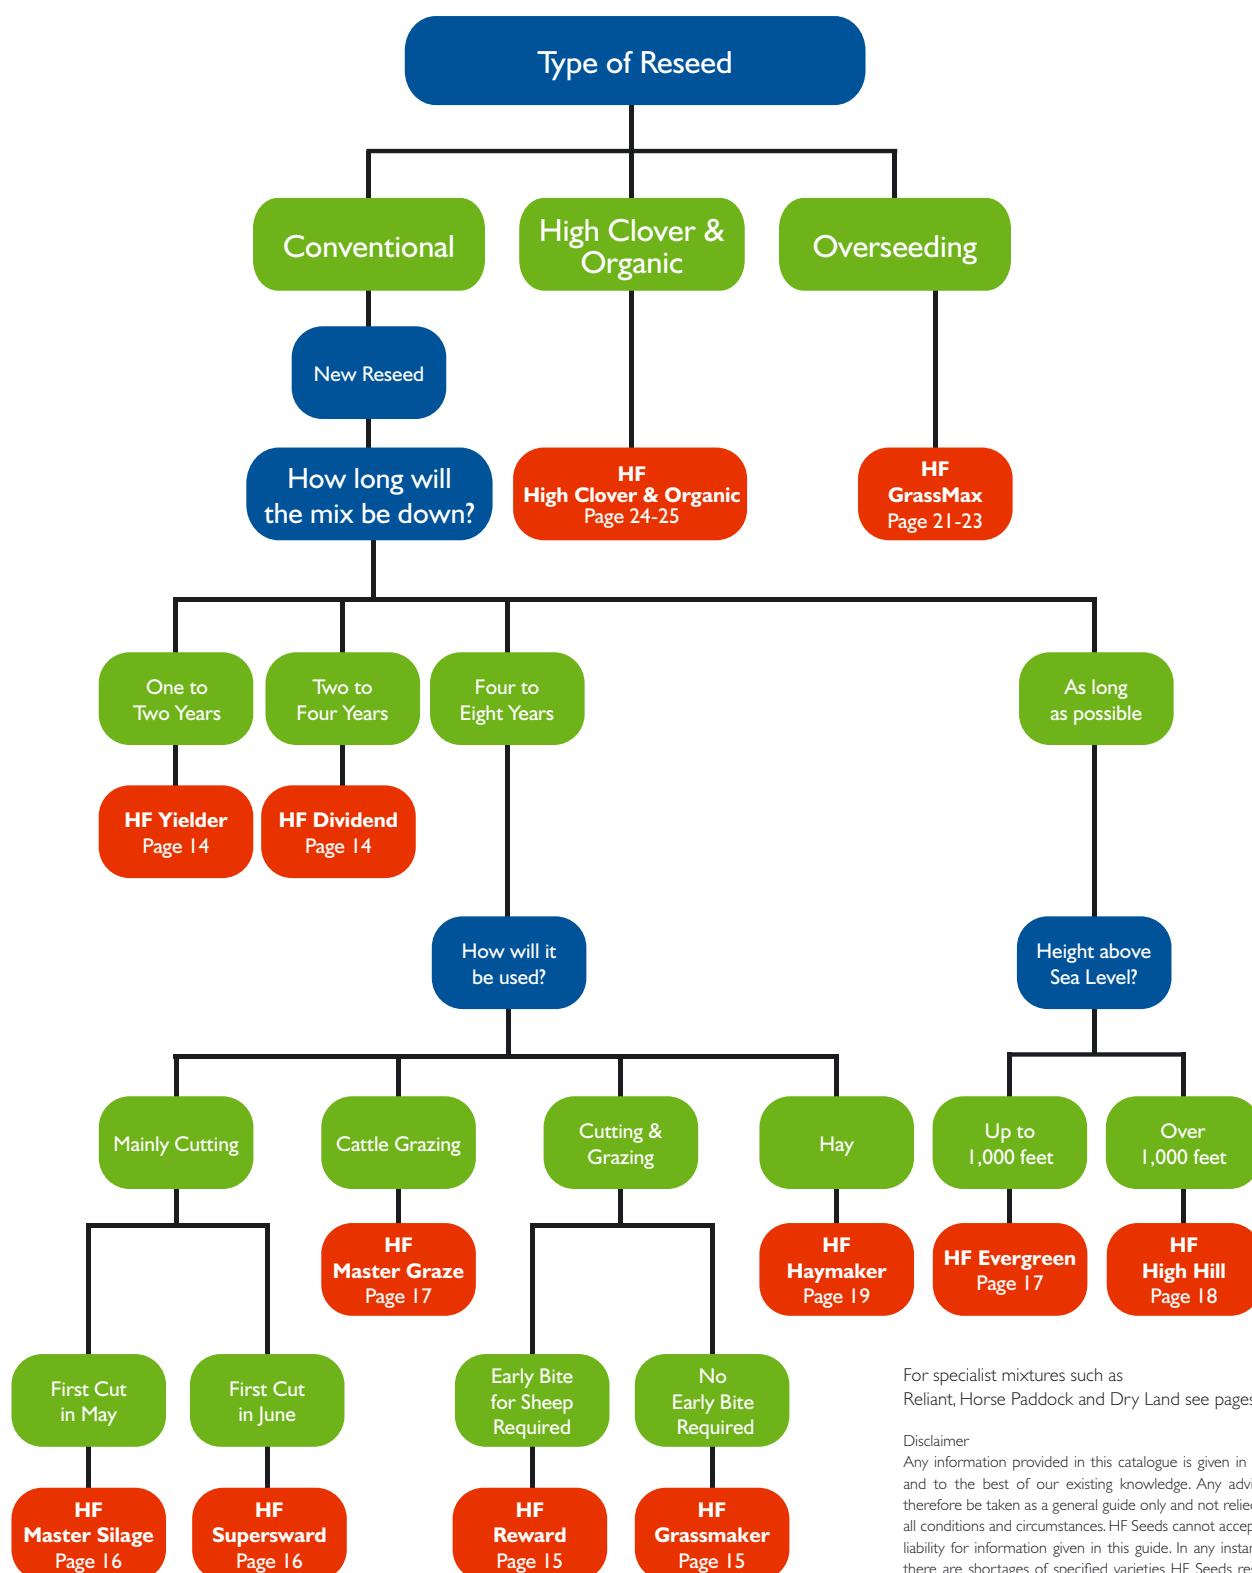 Type of Reseed
Conventional
High Clover &
Organic
Overseeding
New Reseed
How long will
the mix be down?
HF
High Clover & Organic
Page 24-25
HF
GrassMax
Page 21-23
One to
Two Years
Two to
Four Years
Four to
Eight Years
As long
as possible
HF Yielder
Page 14
HF Dividend
Page 14
How will it
be used?
Height above
Sea Level?
Mainly Cutting
Cattle Grazing
Cutting &
Grazing
Hay
Up to
1,000 feet
Over
1,000 feet
HF
Master Graze
Page 17
HF
Haymaker
Page 19
HF Evergreen
Page 17
HF
High Hill
Page 18
First Cut
in May
First Cut
in June
Early Bite
for Sheep
Required
No
Early Bite
Required
HF
Master Silage
Page 16
HF
Supersward
Page 16
HF
Reward
Page 15
HF
Grassmaker
Page 15
For specialist mixtures such as
Reliant, Horse Paddock and Dry Land see pages
Disclaimer
Any information provided in this catalogue is given in
and to the best of our existing knowledge. Any
therefore be taken as a general guide only and not
all conditions and circumstances. HF Seeds cannot
liability for information given in this guide. In any
there are shortages of specified varieties HF Seeds